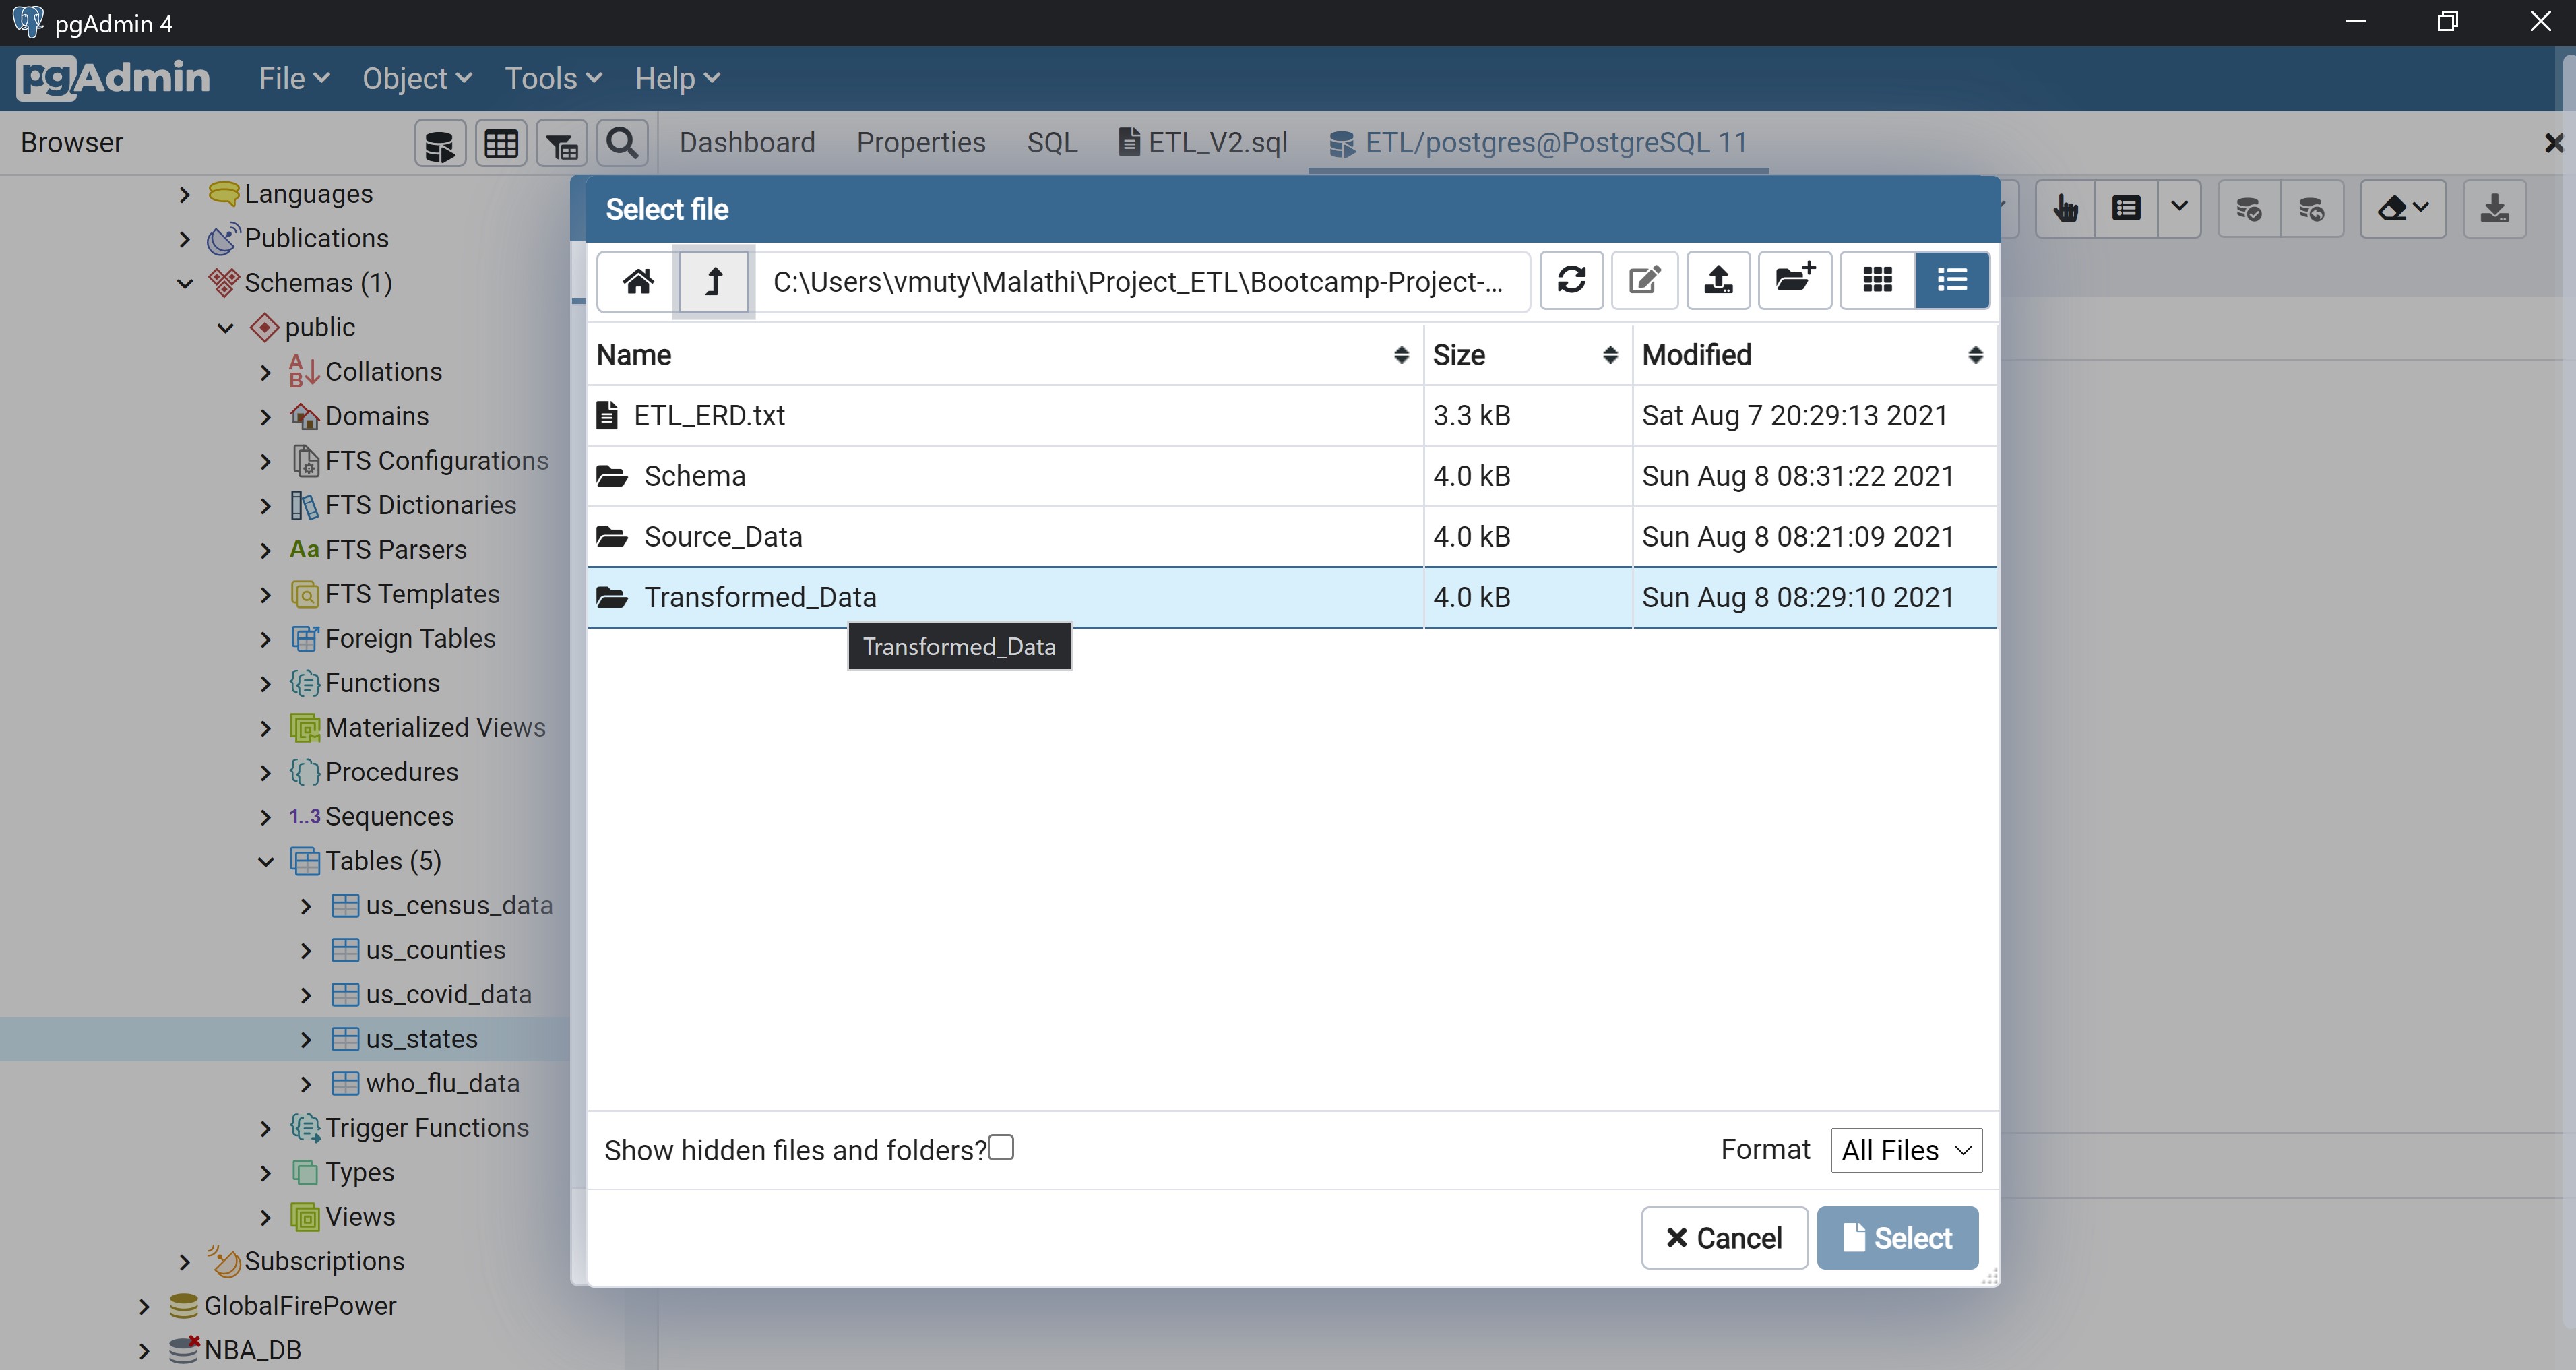 pgAdmin 4
pgAdmin File Object Tools Help
Browser Dashboard Properties SQL ETL_V2.sql ETL/postgres@PostgreSQL 11
Languages
Publications
Schemas (1)
public
Collations
Domains
FTS Configurations
FTS Dictionaries
Aa FTS Parsers
FTS Templates
Foreign Tables
Functions
Materialized Views
Procedures
1..3 Sequences
Tables (5)
us_census_data
us_counties
us_covid_data
us_states
who_flu_data
Trigger Functions
Types
Views
Subscriptions
GlobalFirePower
NBA_DB
Select file
C:\Users\vmuty\Malathi\Project_ETL\Bootcamp-Project-...
Name Size Modified
ETL_ERD.txt 3.3 kB Sat Aug 7 20:29:13 2021
Schema 4.0 kB Sun Aug 8 08:31:22 2021
Source_Data 4.0 kB Sun Aug 8 08:21:09 2021
Transformed_Data 4.0 kB Sun Aug 8 08:29:10 2021
Transformed_Data
Show hidden files and folders? Format All Files
Cancel Select